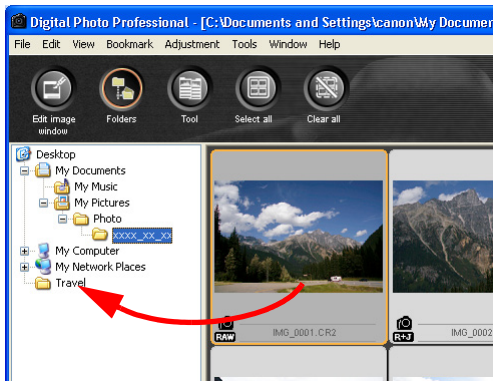 Digital Photo Professional - [C:\Documents and Settings\canon\My Documen
File Edit View Bookmark Adjustment Tools Window Help
Edit image window Folders Tool Select all Clear all
Desktop
My Documents
My Music
My Pictures
Photo
xxxx_xx_xx
My Computer
My Network Places
Travel
RAW IMG_0001.CR2
R+J IMG_0002